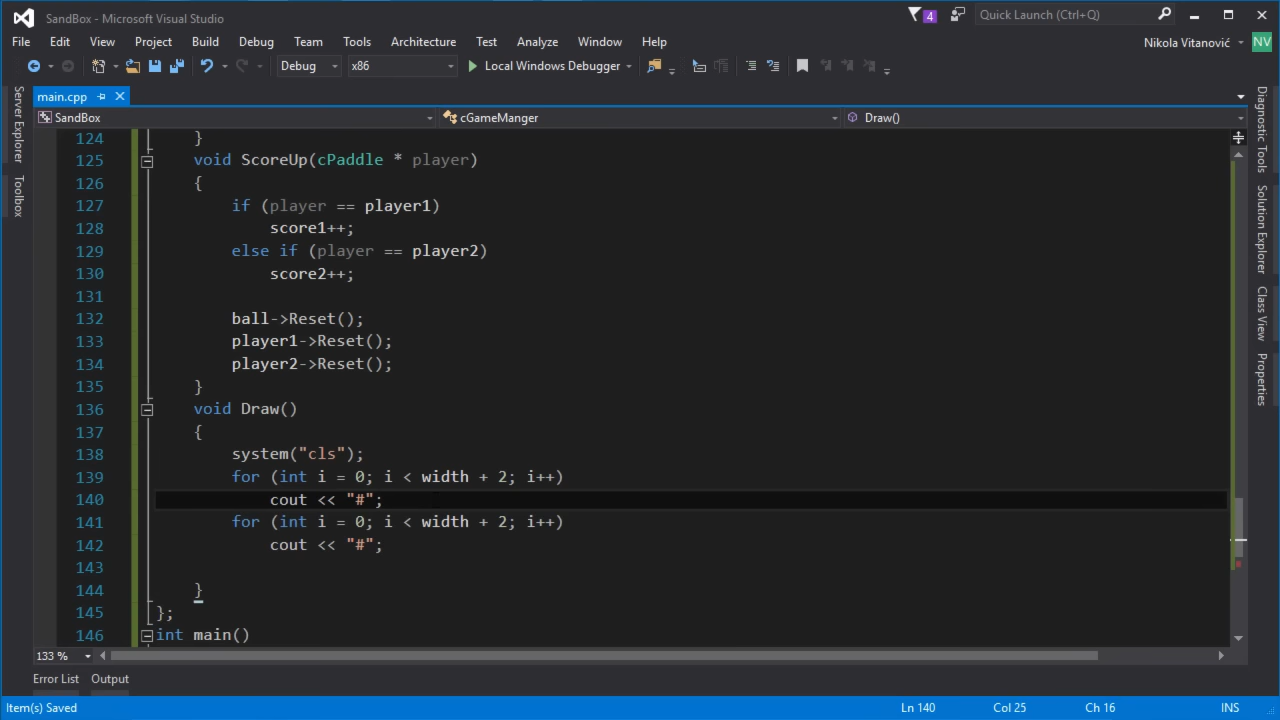 SandBox - Microsoft Visual Studio
4
Quick Launch (Ctrl+Q)
File Edit View Project Build Debug Team Tools Architecture Test Analyze Window Help
Nikola Vitanović NV
Debug x86 Local Windows Debugger
main.cpp
SandBox cGameManger Draw()
124 }
125 void ScoreUp(cPaddle * player)
126 {
127 if (player == player1)
128 score1++;
129 else if (player == player2)
130 score2++;
131
132 ball->Reset();
133 player1->Reset();
134 player2->Reset();
135 }
136 void Draw()
137 {
138 system("cls");
139 for (int i = 0; i < width + 2; i++)
140 cout << "#";
141 for (int i = 0; i < width + 2; i++)
142 cout << "#";
143
144 }
145 };
146 int main()
133 %
Server Explorer
Toolbox
Diagnostic Tools
Solution Explorer
Class View
Properties
Error List Output
Item(s) Saved Ln 140 Col 25 Ch 16 INS